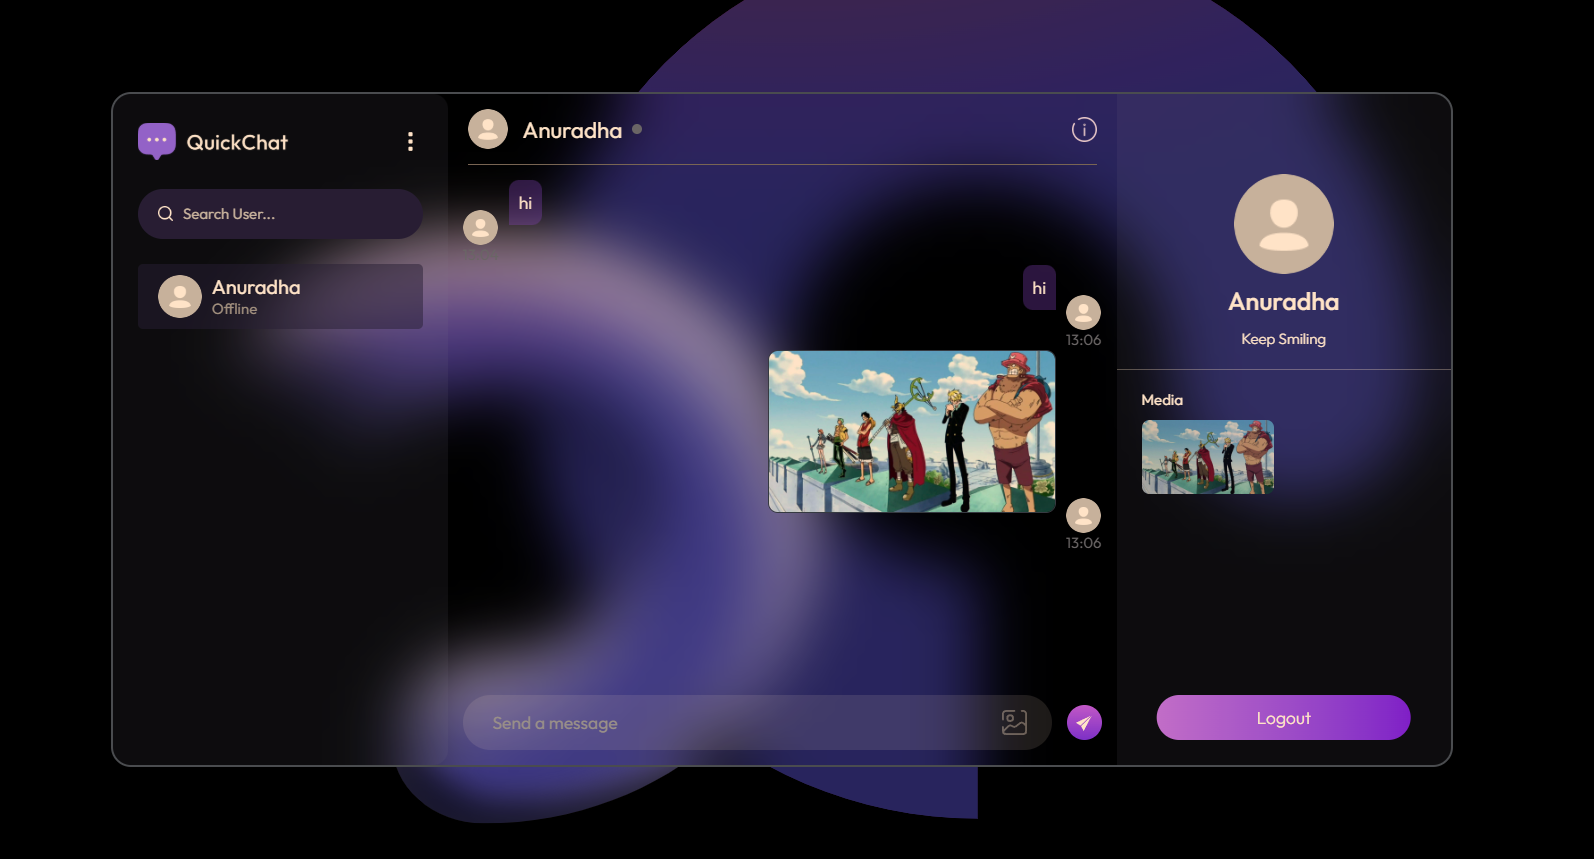 QuickChat
Search User...
Anuradha
Offline
Anuradha
hi
hi
13:06
13:06
Send a message
Anuradha
Keep Smiling
Media
Logout